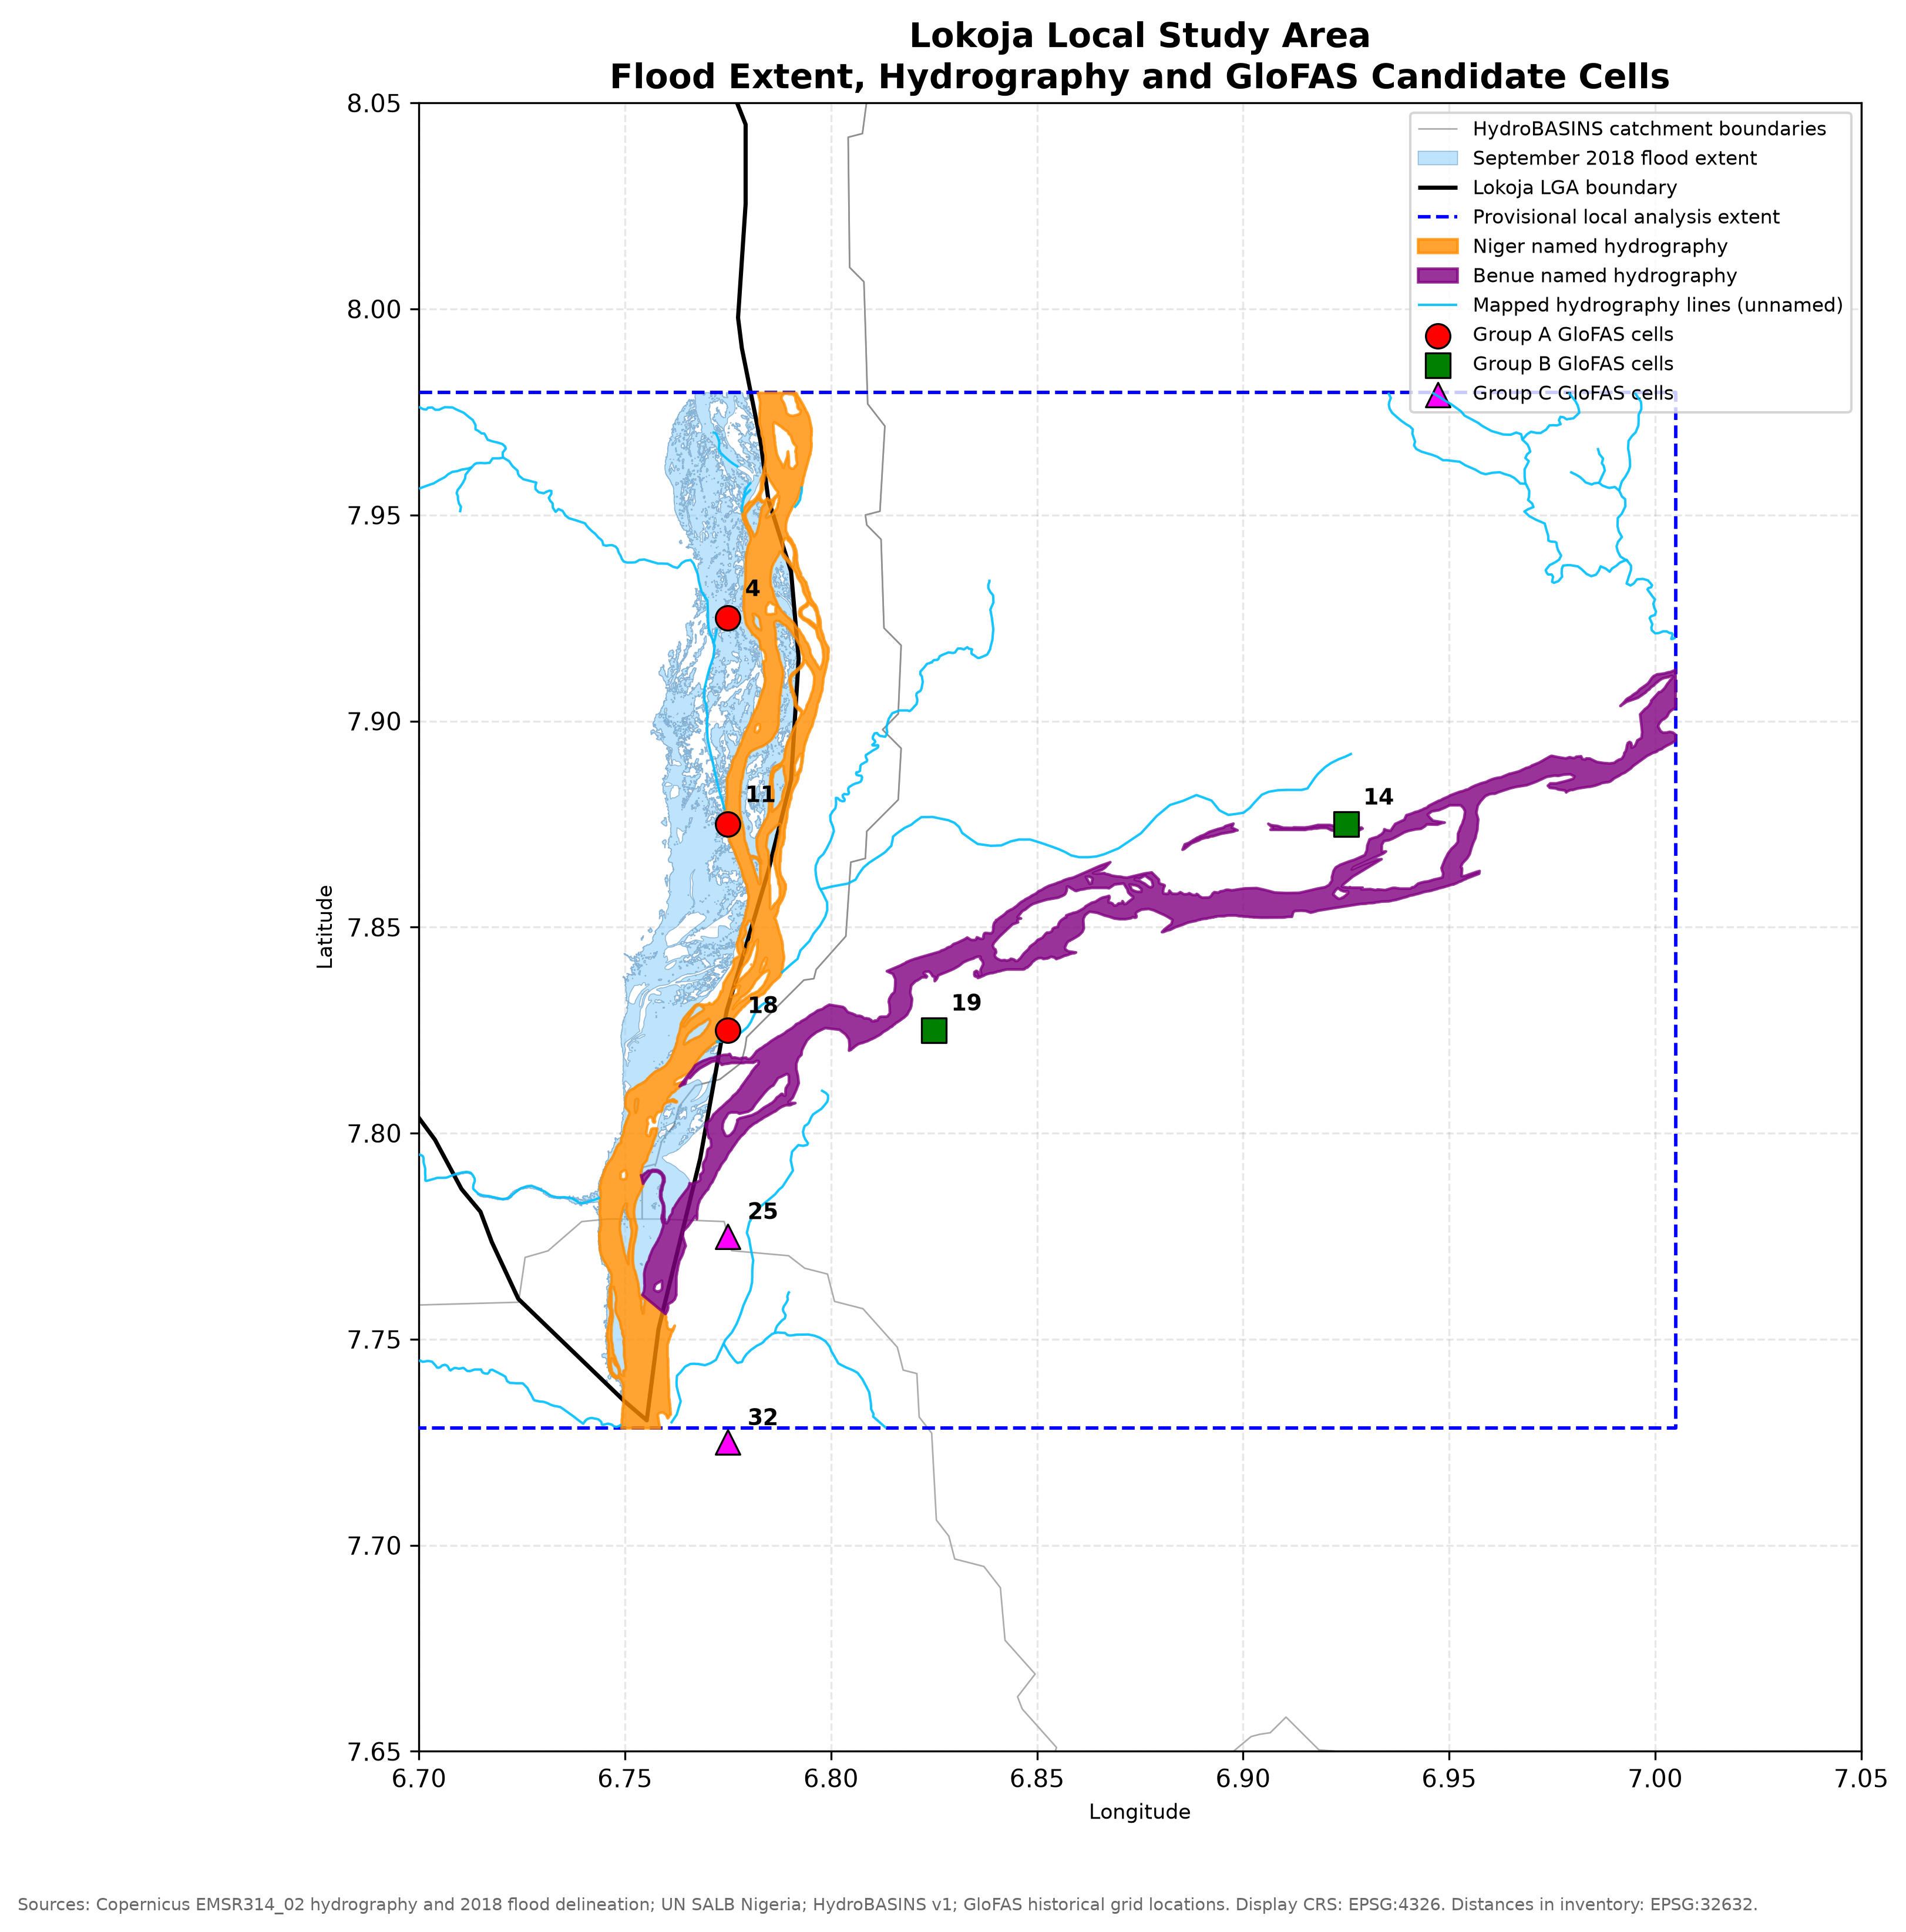 Lokoja Local Study Area
Flood Extent, Hydrography and GloFAS Candidate Cells
HydroBASINS catchment boundaries
September 2018 flood extent
Lokoja LGA boundary
Provisional local analysis extent
Niger named hydrography
Benue named hydrography
Mapped hydrography lines (unnamed)
Group A GloFAS cells
Group B GloFAS cells
Group C GloFAS cells
8.05
8.00
7.95
7.90
7.85
7.80
7.75
7.70
7.65
Latitude
4
11
14
18
19
25
32
6.70 6.75 6.80 6.85 6.90 6.95 7.00 7.05
Longitude
Sources: Copernicus EMSR314_02 hydrography and 2018 flood delineation; UN SALB Nigeria; HydroBASINS v1; GloFAS historical grid locations. Display CRS: EPSG:4326. Distances in inventory: EPSG:32632.